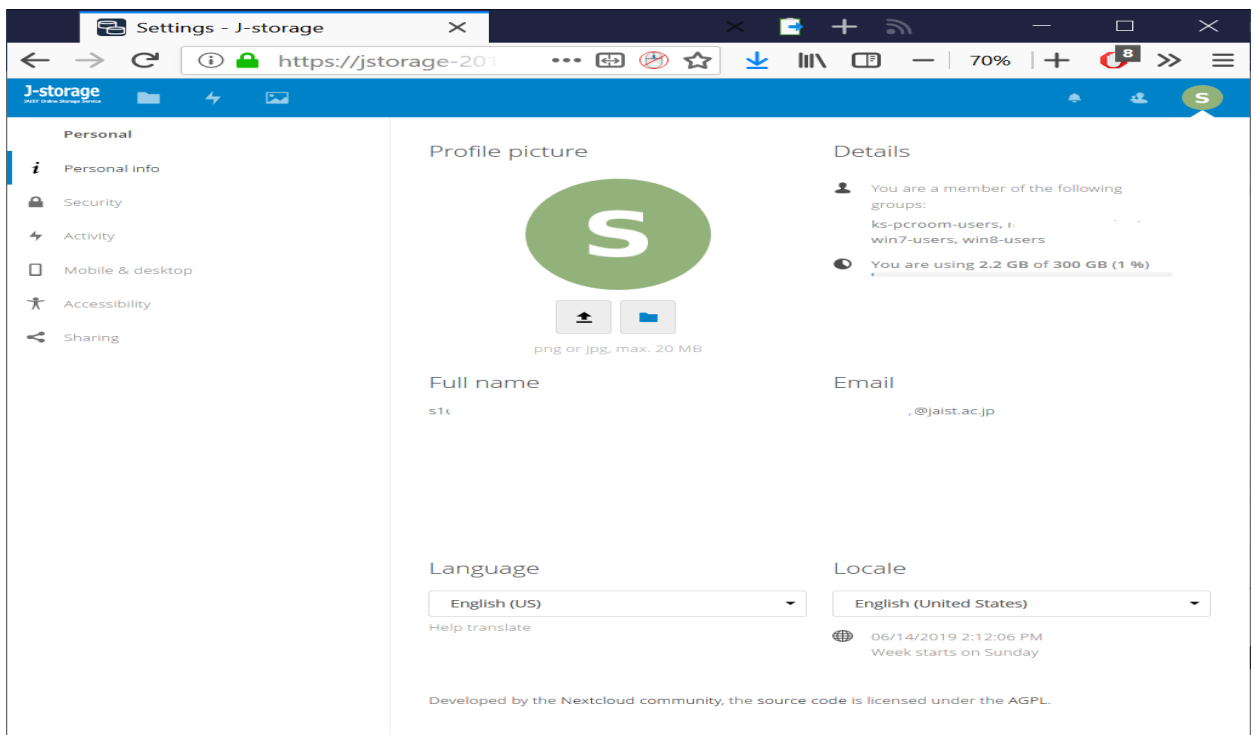 Settings - J-storage
https://jstorage-201
70%
8
J-storage
JAIST Online Storage Service
S
Personal
Personal info
Security
Activity
Mobile & desktop
Accessibility
Sharing
Profile picture
S
png or jpg, max. 20 MB
Details
You are a member of the following
groups:
ks-pcroom-users,
win7-users, win8-users
You are using 2.2 GB of 300 GB (1 %)
Full name
Email
@jaist.ac.jp
Language
English (US)
Help translate
Locale
English (United States)
06/14/2019 2:12:06 PM
Week starts on Sunday
Developed by the Nextcloud community, the source code is licensed under the AGPL.